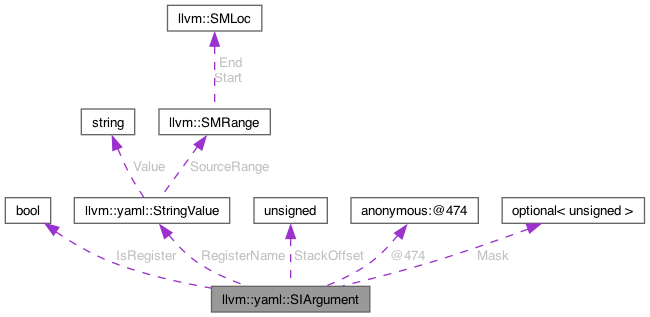 llvm::SMLoc
End
Start
string
llvm::SMRange
Value
SourceRange
bool
llvm::yaml::StringValue
unsigned
anonymous:@474
optional< unsigned >
IsRegister
RegisterName
StackOffset
@474
Mask
llvm::yaml::SIArgument